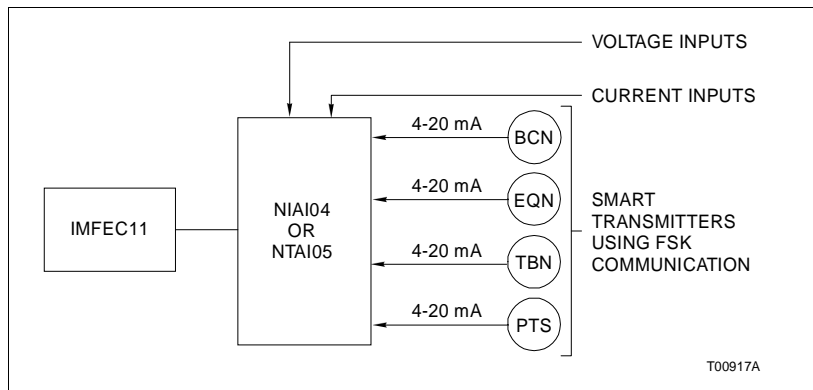 VOLTAGE INPUTS
CURRENT INPUTS
4-20 mA
BCN
4-20 mA
EQN
NIAI04
OR
NTAI05
IMFEC11
SMART
TRANSMITTERS
USING FSK
COMMUNICATION
4-20 mA
TBN
4-20 mA
PTS
T00917A